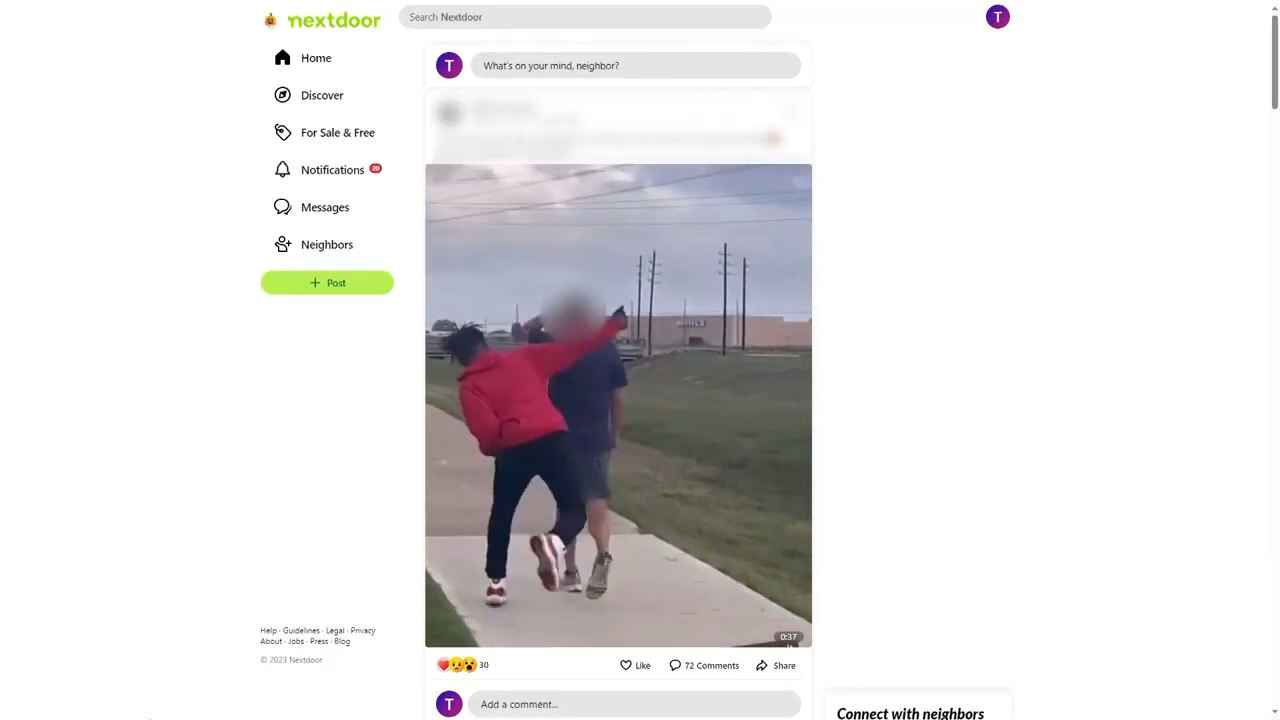 nextdoor
Search Nextdoor
T
Home
Discover
For Sale & Free
Notifications
20
Messages
Neighbors
+ Post
T
What's on your mind, neighbor?
0:37
30
Like
72 Comments
Share
T
Add a comment...
Help · Guidelines · Legal · Privacy
About · Jobs · Press · Blog
© 2023 Nextdoor
Connect with neighbors